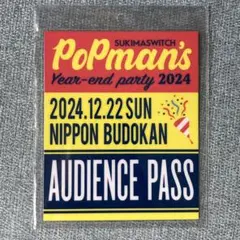 SUKIMASWITCH
PoPman's
Year-end party 2024
2024.12.22 SUN
NIPPON BUDOKAN
AUDIENCE PASS